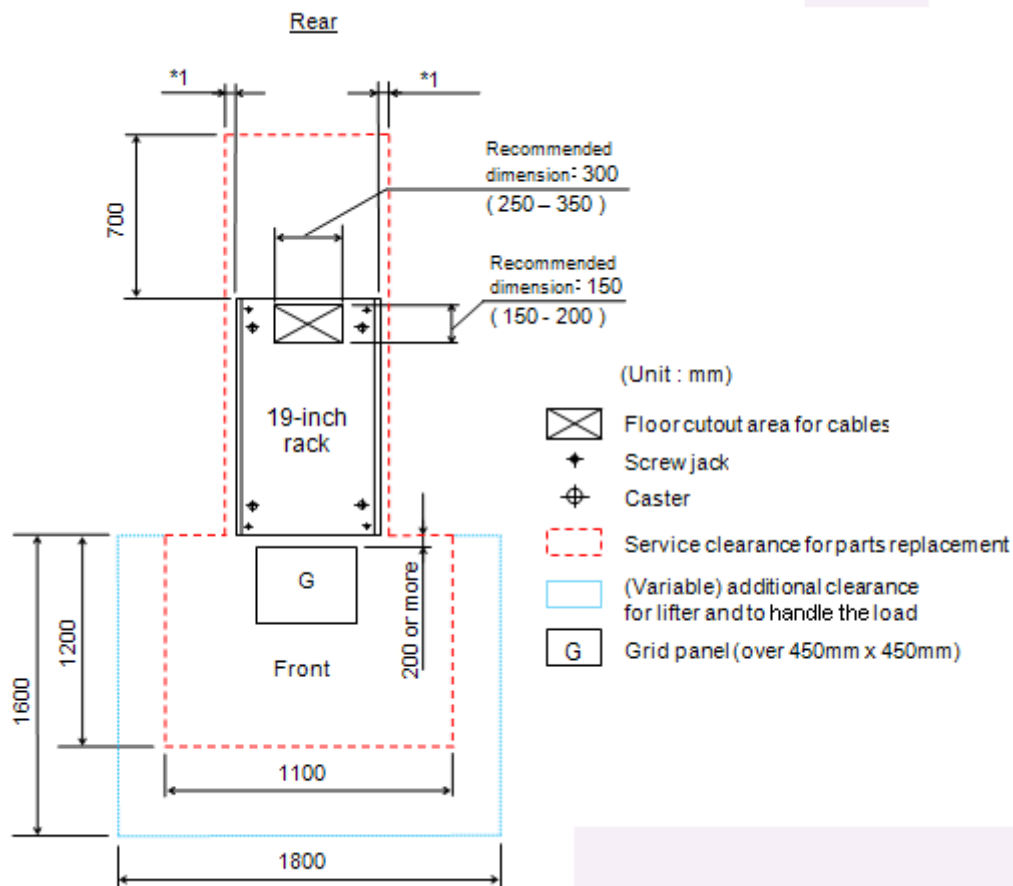 Rear
*1
*1
700
Recommended
dimension: 300
( 250 – 350 )
Recommended
dimension: 150
( 150 - 200 )
19-inch
rack
(Unit : mm)
Floor cutout area for cables
Screw jack
Caster
Service clearance for parts replacement
(Variable) additional clearance
for lifter and to handle the load
G
Grid panel (over 450mm x 450mm)
G
Front
200 or more
1200
1600
1100
1800